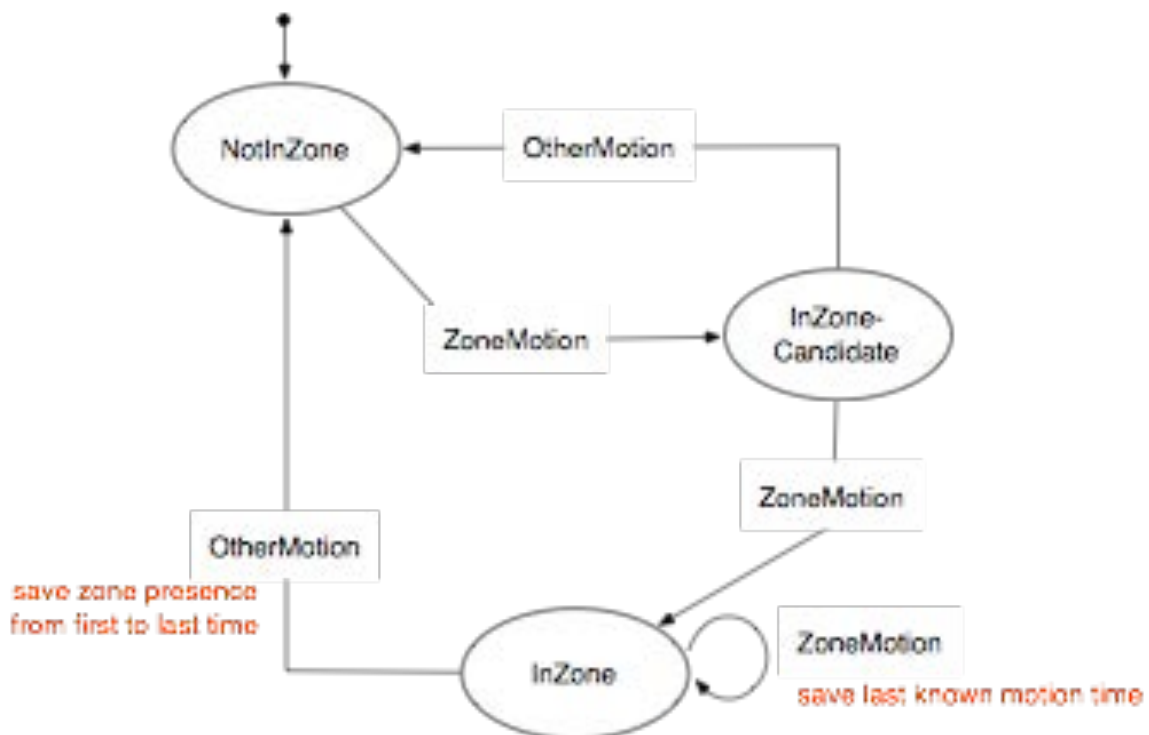 NotInZone
OtherMotion
ZoneMotion
InZone-
Candidate
ZoneMotion
OtherMotion
save zone presence
from first to last time
InZone
ZoneMotion
save last known motion time